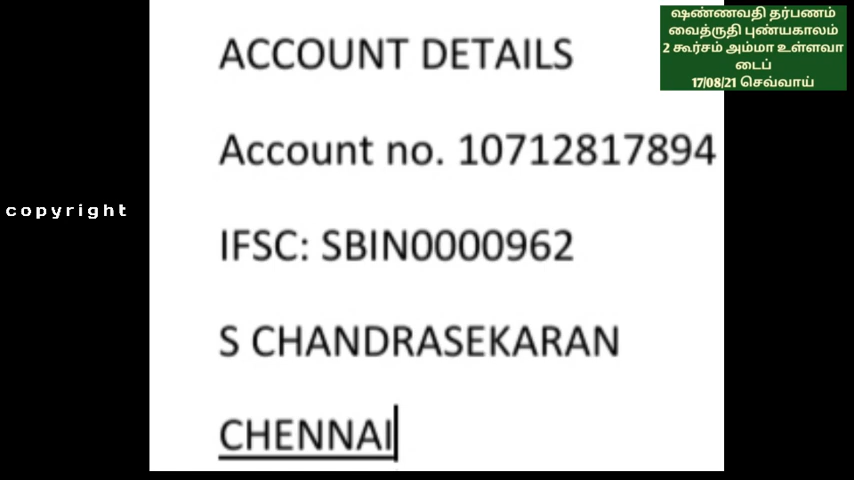 ACCOUNT DETAILS
Account no. 10712817894
IFSC: SBIN0000962
S CHANDRASEKARAN
CHENNAI
copyright
ஷண்ணவதி தர்பணம்
வைத்ருதி புண்யகாலம்
2 கூர்சம் அம்மா உள்ளவா
டைப்
17/08/21 செவ்வாய்